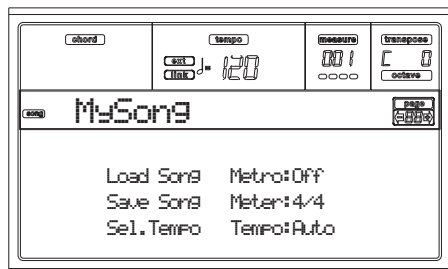 chord tempo measure transpose
ext link ♩= 120 001 C 0
octave
song MySong page
Load Song Metro:Off
Save Song Meter:4/4
Sel.Tempo Tempo:Auto